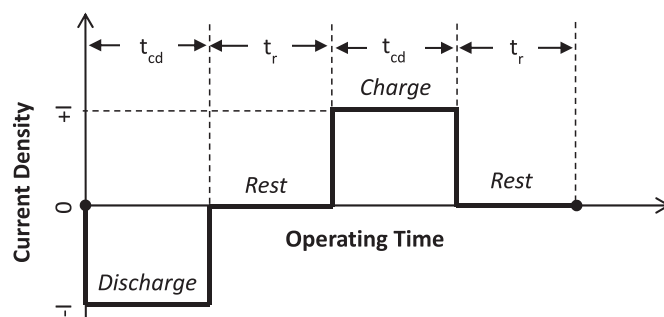 t_cd t_r t_cd t_r
Charge
+I
Rest
Rest
0
Operating Time
Discharge
-I
Current Density